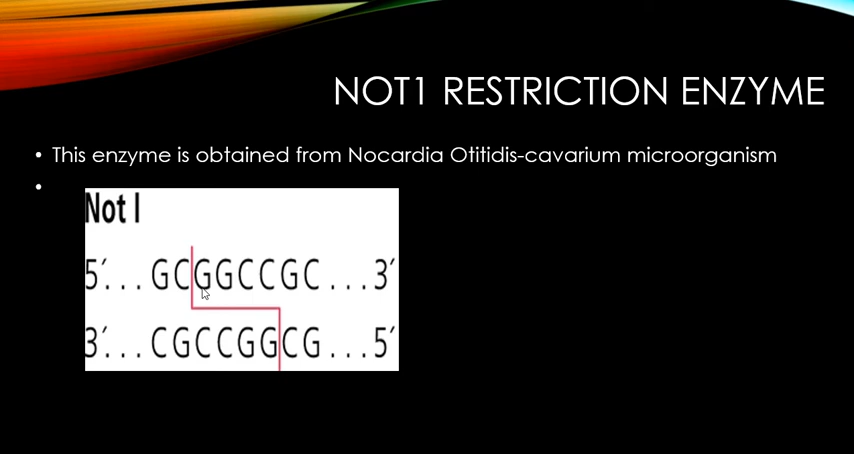 NOT1 RESTRICTION ENZYME
• This enzyme is obtained from Nocardia Otitidis-cavarium microorganism
•
Not I
5′...GCGGCCGC...3′
3′...CGCCGGCG...5′